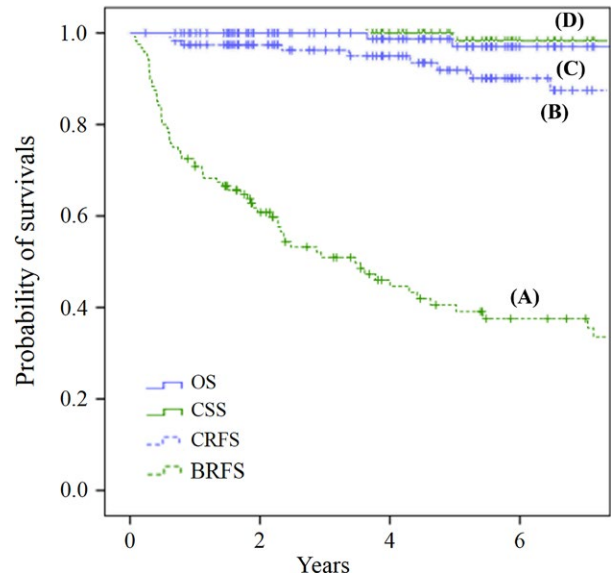 Probability of survivals
1.0
0.8
0.6
0.4
0.2
0.0
(D)
(C)
(B)
(A)
OS
CSS
CRFS
BRFS
0 2 4 6
Years